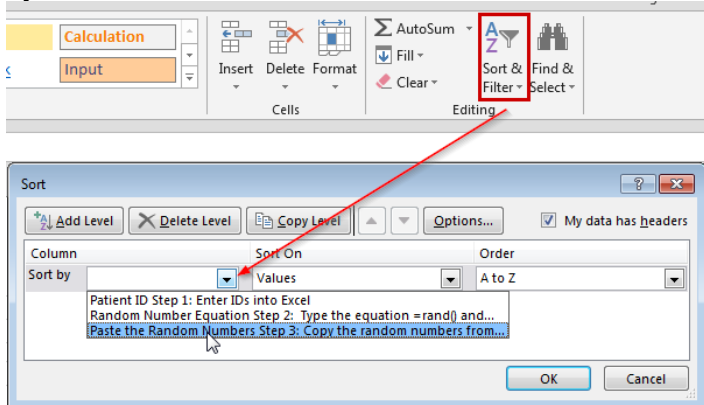 Calculation
Input
Insert Delete Format
Cells
AutoSum
Fill
Clear
Sort & Filter
Find & Select
Editing
Sort
Add Level
Delete Level
Copy Level
Options...
My data has headers
Column
Sort On
Order
Sort by
Values
A to Z
Patient ID Step 1: Enter IDs into Excel
Random Number Equation Step 2: Type the equation =rand() and...
Paste the Random Numbers Step 3: Copy the random numbers from...
OK
Cancel